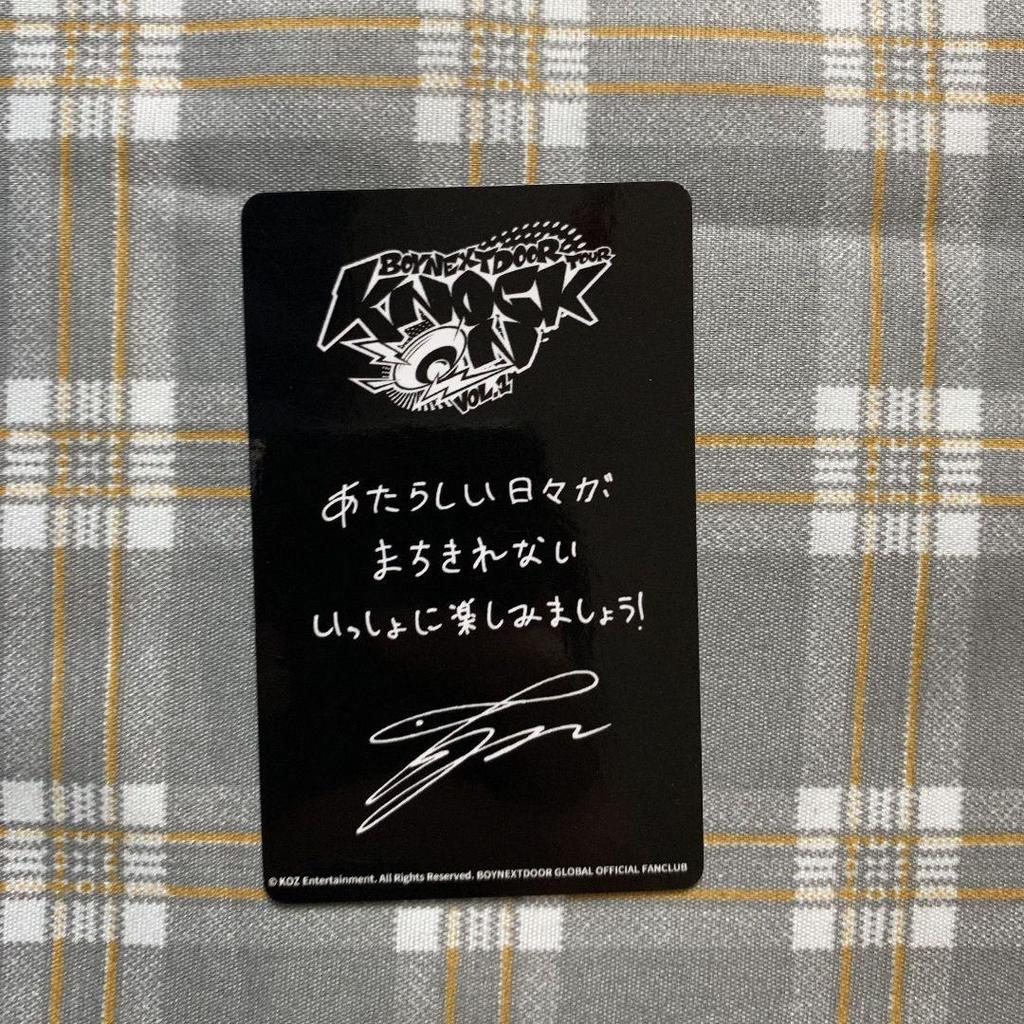 BOYNEXTDOOR TOUR
KNOCK
ON
VOL.1
あたらしい日々が
まちきれない
いっしょに楽しみましょう!
© KOZ Entertainment. All Rights Reserved. BOYNEXTDOOR GLOBAL OFFICIAL FANCLUB